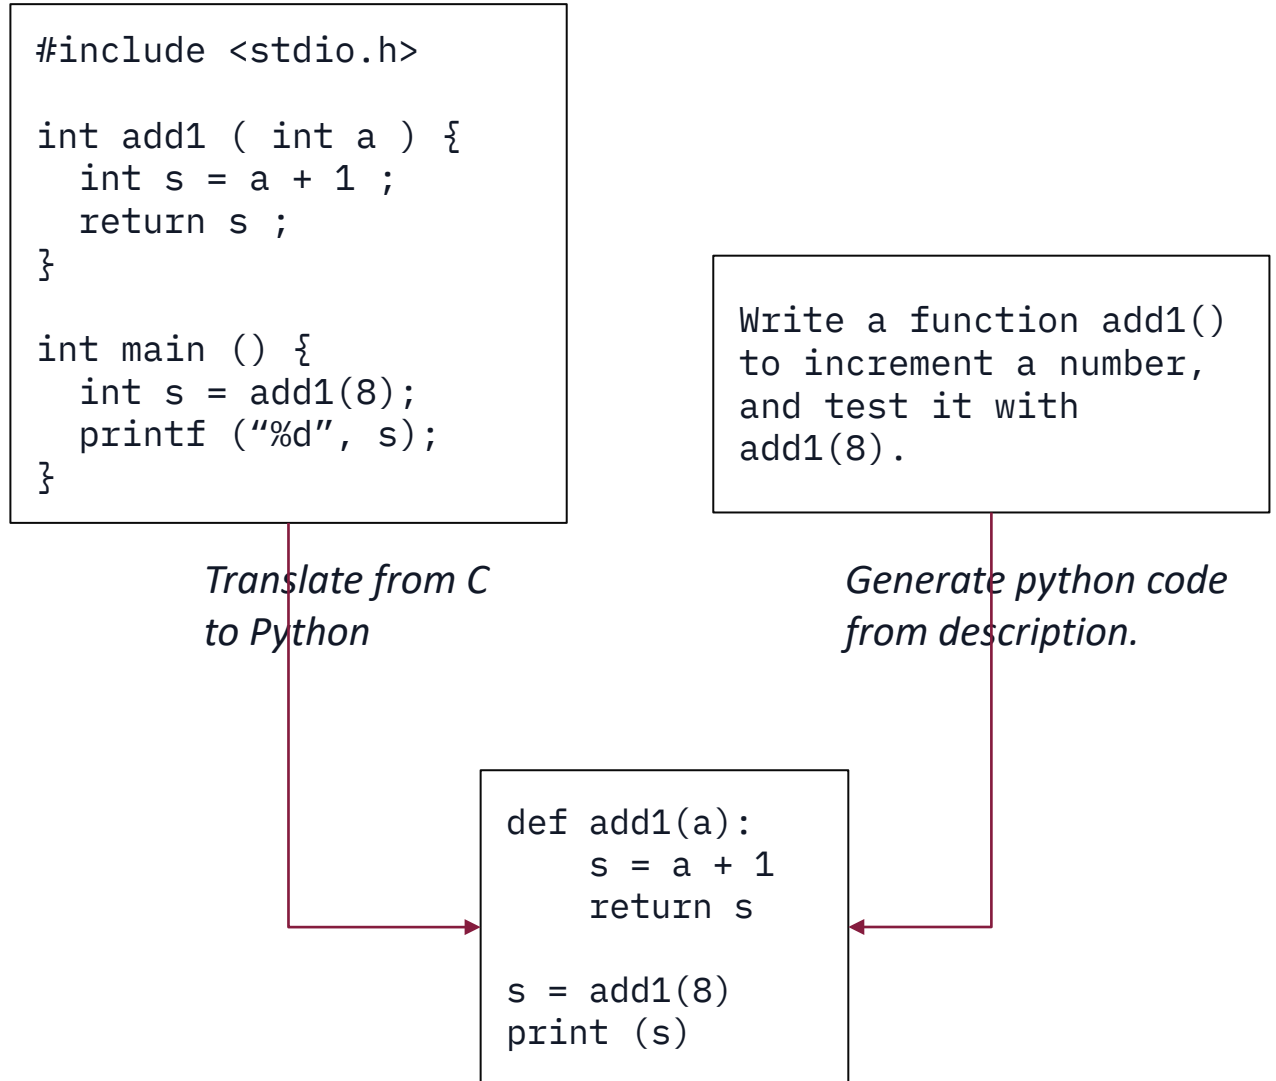 #include <stdio.h>
int add1 ( int a ) {
  int s = a + 1 ;
  return s ;
}
int main () {
  int s = add1(8);
  printf (“%d”, s);
}
Write a function add1()
to increment a number,
and test it with
add1(8).
Translate from C
to Python
Generate python code
from description.
def add1(a):
    s = a + 1
    return s
s = add1(8)
print (s)